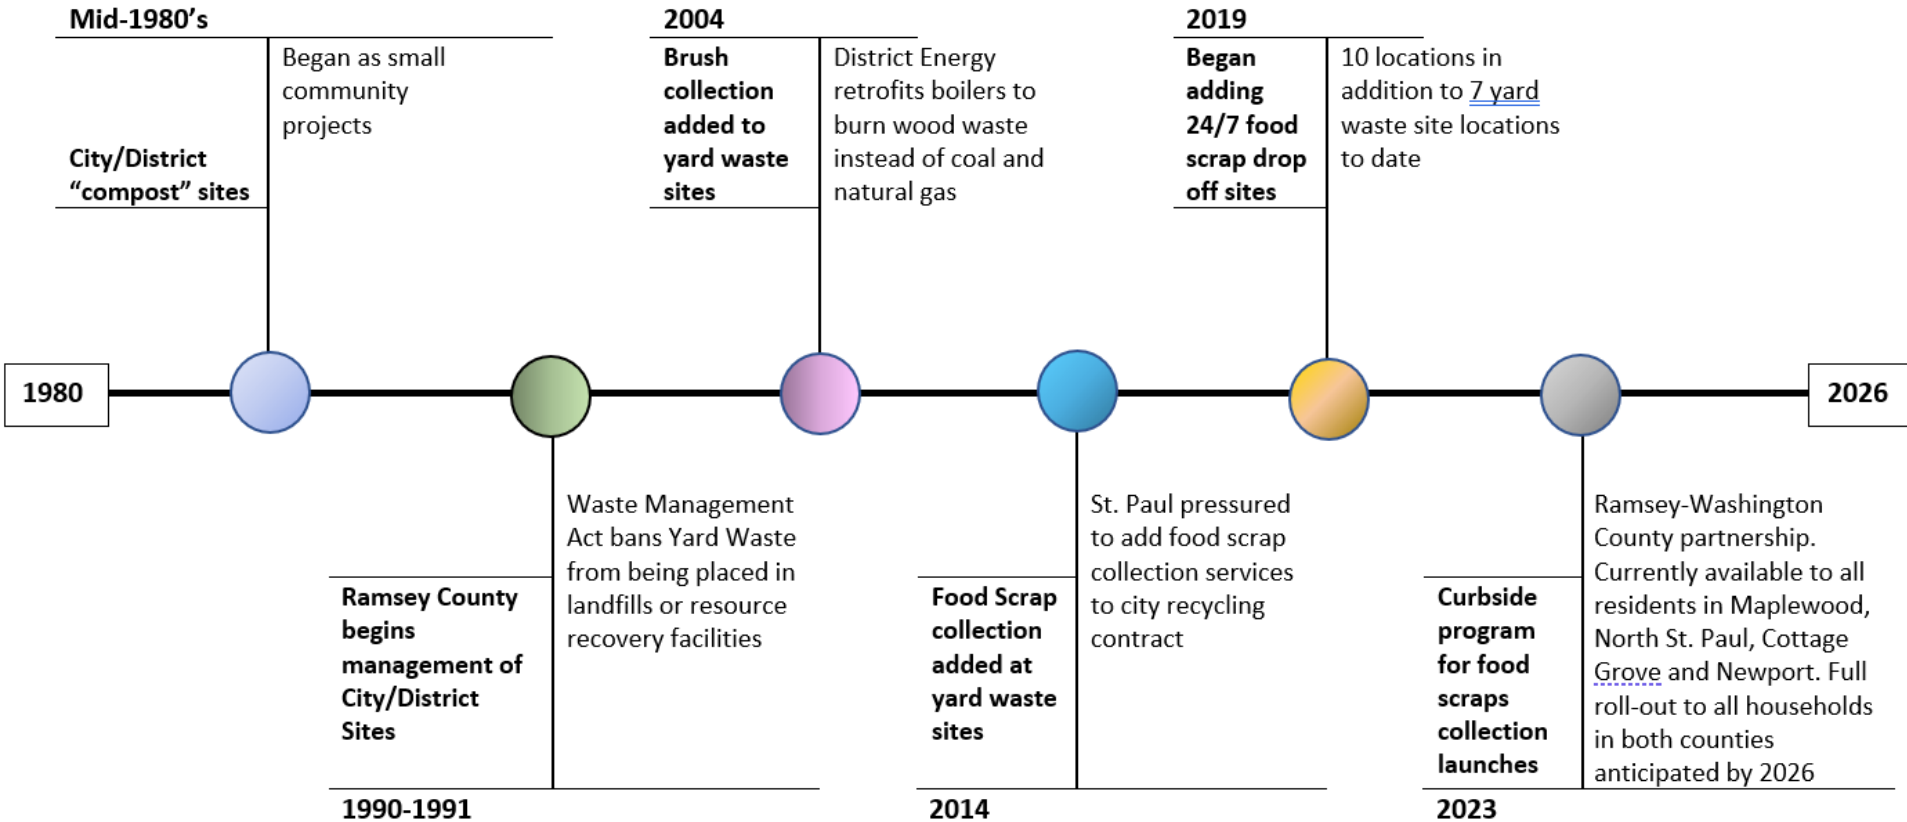 Mid-1980’s
City/District
“compost” sites
Began as small
community
projects
2004
Brush
collection
added to
yard waste
sites
District Energy
retrofits boilers to
burn wood waste
instead of coal and
natural gas
2019
Began
adding
24/7 food
scrap drop
off sites
10 locations in
addition to 7 yard
waste site locations
to date
1980
2026
Ramsey County
begins
management of
City/District
Sites
Waste Management
Act bans Yard Waste
from being placed in
landfills or resource
recovery facilities
1990-1991
Food Scrap
collection
added at
yard waste
sites
St. Paul pressured
to add food scrap
collection services
to city recycling
contract
2014
Curbside
program
for food
scraps
collection
launches
Ramsey-Washington
County partnership.
Currently available to all
residents in Maplewood,
North St. Paul, Cottage
Grove and Newport. Full
roll-out to all households
in both counties
anticipated by 2026
2023